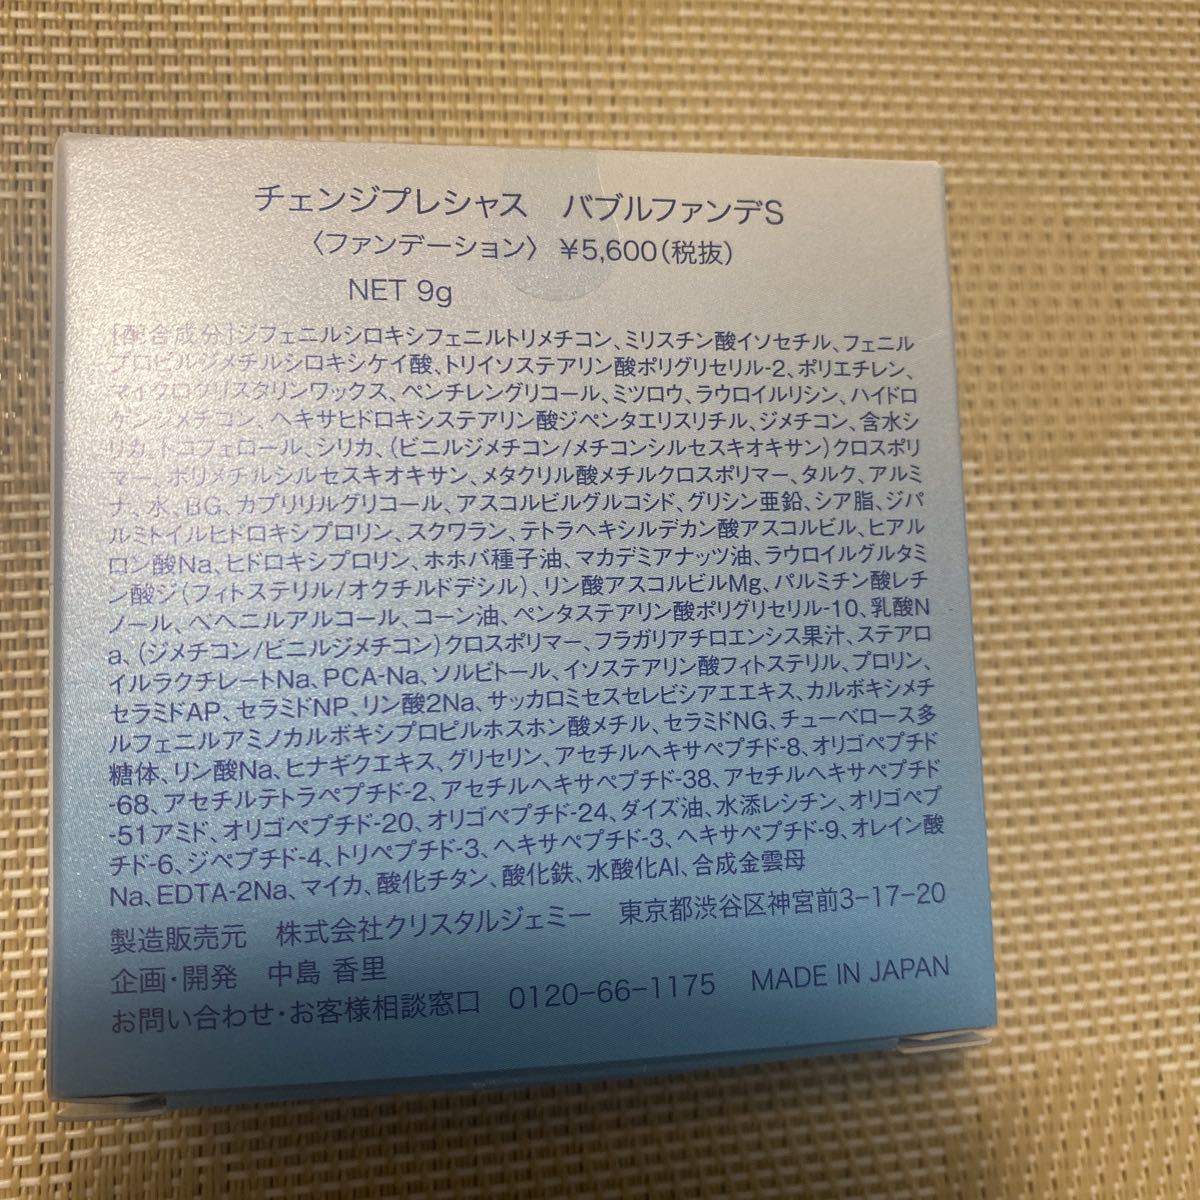 チェンジプレシャス　バブルファンデS
〈ファンデーション〉 ¥5,600(税抜)
NET 9g
[配合成分]ジフェニルシロキシフェニルトリメチコン、ミリスチン酸イソセチル、フェニル
プロピルジメチルシロキシケイ酸、トリイソステアリン酸ポリグリセリル-2、ポリエチレン、
マイクロクリスタリンワックス、ペンチレングリコール、ミツロウ、ラウロイルリシン、ハイドロ
ゲンジメチコン、ヘキサヒドロキシステアリン酸ジペンタエリスリチル、ジメチコン、含水シ
リカ、トコフェロール、シリカ、(ビニルジメチコン/メチコンシルセスキオキサン)クロスポリ
マー、ポリメチルシルセスキオキサン、メタクリル酸メチルクロスポリマー、タルク、アルミ
ナ、水、BG、カプリリルグリコール、アスコルビルグルコシド、グリシン亜鉛、シア脂、ジパ
ルミトイルヒドロキシプロリン、スクワラン、テトラヘキシルデカン酸アスコルビル、ヒアル
ロン酸Na、ヒドロキシプロリン、ホホバ種子油、マカデミアナッツ油、ラウロイルグルタミ
ン酸ジ(フィトステリル/オクチルドデシル)、リン酸アスコルビルMg、パルミチン酸レチ
ノール、ベヘニルアルコール、コーン油、ペンタステアリン酸ポリグリセリル-10、乳酸N
a、(ジメチコン/ビニルジメチコン)クロスポリマー、フラガリアチロエンシス果汁、ステアロ
イルラクチレートNa、PCA-Na、ソルビトール、イソステアリン酸フィトステリル、プロリン、
セラミドAP、セラミドNP、リン酸2Na、サッカロミセスセレビシアエエキス、カルボキシメチ
ルフェニルアミノカルボキシプロピルホスホン酸メチル、セラミドNG、チューベロース多
糖体、リン酸Na、ヒナギクエキス、グリセリン、アセチルヘキサペプチド-8、オリゴペプチド
-68、アセチルテトラペプチド-2、アセチルヘキサペプチド-38、アセチルヘキサペプチド
-51アミド、オリゴペプチド-20、オリゴペプチド-24、ダイズ油、水添レシチン、オリゴペプ
チド-6、ジペプチド-4、トリペプチド-3、ヘキサペプチド-3、ヘキサペプチド-9、オレイン酸
Na、EDTA-2Na、マイカ、酸化チタン、酸化鉄、水酸化Al、合成金雲母
製造販売元　株式会社クリスタルジェミー　東京都渋谷区神宮前3-17-20
企画・開発　中島 香里
お問い合わせ・お客様相談窓口　0120-66-1175　MADE IN JAPAN